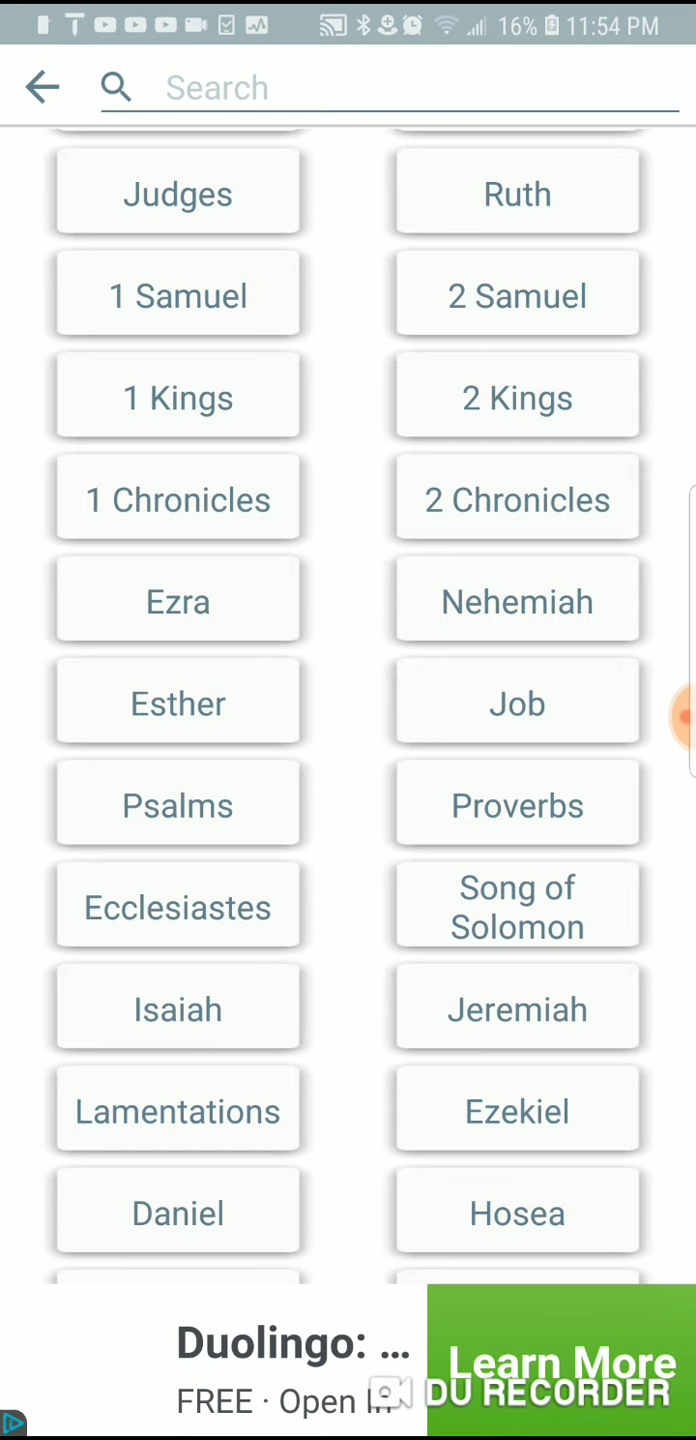 16% 11:54 PM
Search
Judges
Ruth
1 Samuel
2 Samuel
1 Kings
2 Kings
1 Chronicles
2 Chronicles
Ezra
Nehemiah
Esther
Job
Psalms
Proverbs
Ecclesiastes
Song of
Solomon
Isaiah
Jeremiah
Lamentations
Ezekiel
Daniel
Hosea
Duolingo: ...
FREE · Open In
Learn More
DU RECORDER